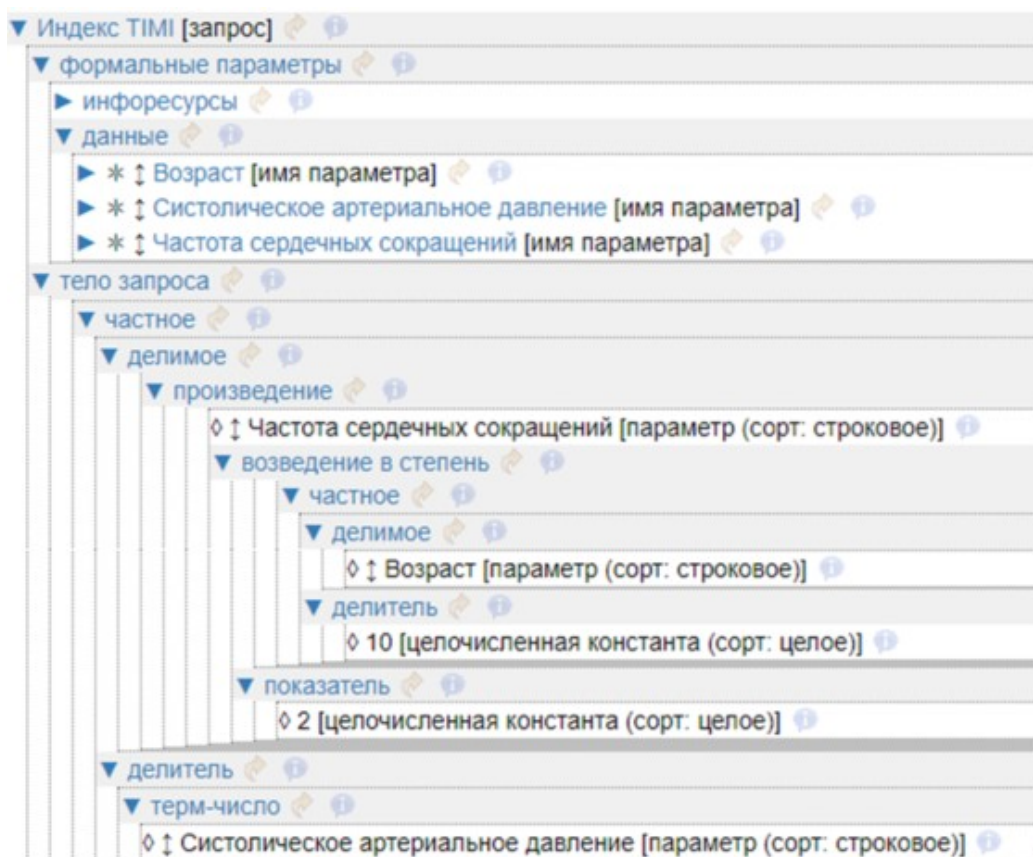 Индекс TIMI [запрос]
формальные параметры
инфоресурсы
данные
Возраст [имя параметра]
Систолическое артериальное давление [имя параметра]
Частота сердечных сокращений [имя параметра]
тело запроса
частное
делимое
произведение
Частота сердечных сокращений [параметр (сорт: строковое)]
возведение в степень
частное
делимое
Возраст [параметр (сорт: строковое)]
делитель
10 [целочисленная константа (сорт: целое)]
показатель
2 [целочисленная константа (сорт: целое)]
делитель
терм-число
Систолическое артериальное давление [параметр (сорт: строковое)]